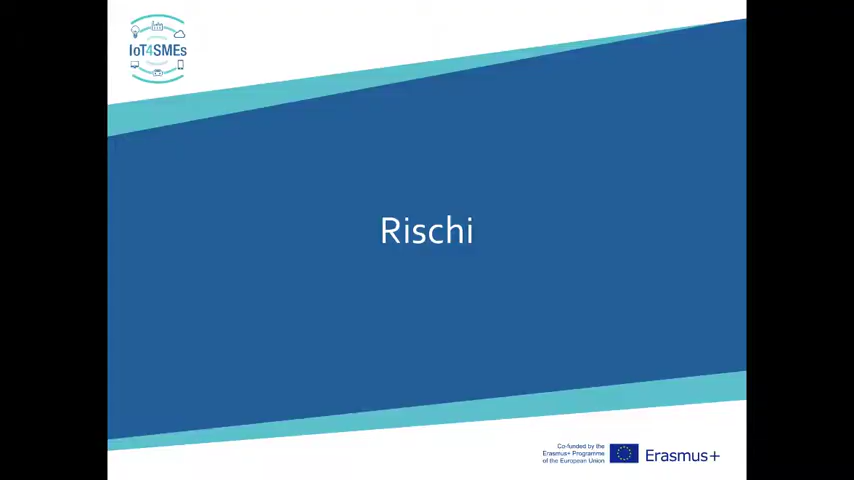 IoT4SMEs
Rischi
Co-funded by the
Erasmus+ Programme
of the European Union
Erasmus+